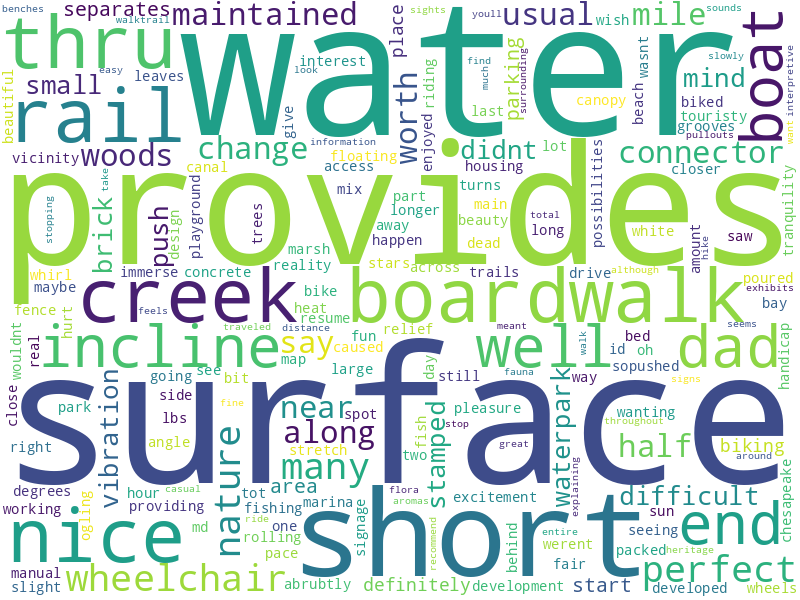 benches
separates
maintained
walktrail
place
usual
wish
mile
sights
youll
sounds
thru
water
boat
interpretive
beautiful
small
leaves
easy
interest
look
worth
riding
parking
surrounding
find
much
beach
wasnt
mind
slowly
rail
give
enjoyed
last
canopy
biked
touristy
grooves
pullouts
went
vicinity
woods
change
information
floating
didnt
lot
connector
closer
canal
access
housing
possibilities
tranquility
provides
stopping
brick
take
push
design
playground
trees
mix
part
turns
longer
away
beauty
main
total
long
white
amount
hike
saw
happen
dead
marsh
reality
stars
across
trails
drive
although
poured
exhibits
whirl
maybe
immerse
concrete
bike
creek
boardwalk
bay
fence
hurt
feels
heat
resume
traveled
distance
fun
relief
caused
meant
walk
seems
wouldnt
real
incline
say
map
well
id
oh
bed
dad
handicap
see
large
day
close
going
bit
still
way
sopushed
surface
fauna
signs
park
side
fine
near
spot
pleasure
wanting
throughout
right
vibration
lbs
along
stamped
fish
stop
waterpark
half
biking
around
angle
nature
stretch
two
great
degrees
many
explaining
chesapeake
working
ogling
hour
casual
tot
area
flora
aromas
excitement
difficult
providing
fishing
marina
signage
sun
nice
md
ride
one
short
entire
seeing
end
rolling
recommend
behind
werent
packed
heritage
manual
pace
fair
perfect
slight
wheelchair
abrubtly
definitely
development
start
developed
wheels